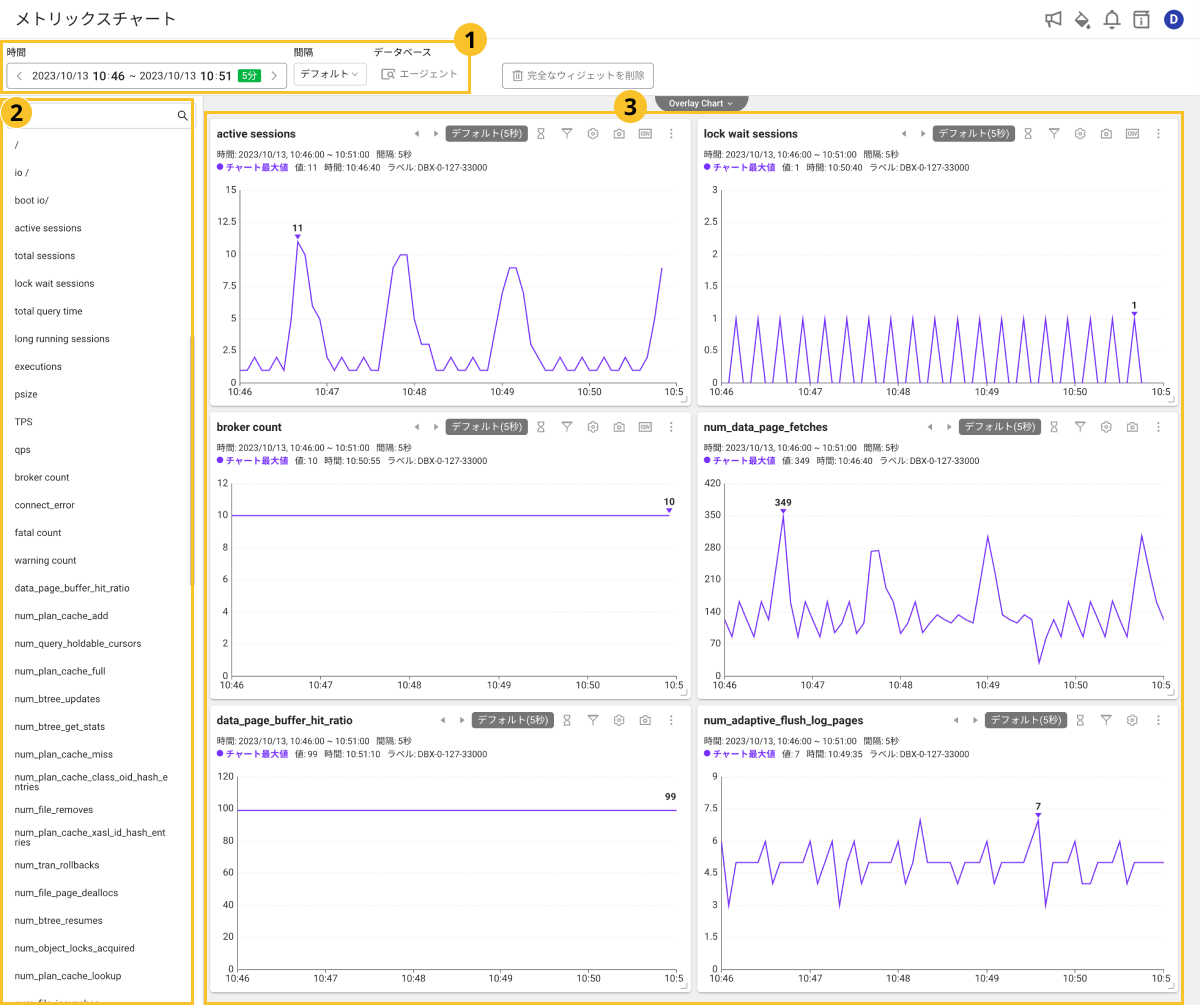 メトリックスチャート
D
時間
間隔
データベース
1
2023/10/13 10:46 ~ 2023/10/13 10:51 5分
デフォルト
エージェント
完全なウィジェットを削除
2
/
io /
boot io/
active sessions
total sessions
lock wait sessions
total query time
long running sessions
executions
psize
TPS
qps
broker count
connect_error
fatal count
warning count
data_page_buffer_hit_ratio
num_plan_cache_add
num_query_holdable_cursors
num_plan_cache_full
num_btree_updates
num_btree_get_stats
num_plan_cache_miss
num_plan_cache_class_oid_hash_e
ntries
num_file_removes
num_plan_cache_xasl_id_hash_ent
ries
num_tran_rollbacks
num_file_page_deallocs
num_btree_resumes
num_object_locks_acquired
num_plan_cache_lookup
3
Overlay Chart
active sessions
デフォルト(5秒)
CSV
時間: 2023/10/13, 10:46:00 ~ 10:51:00 間隔: 5秒
チャート最大値 値: 11 時間: 10:46:40 ラベル: DBX-0-127-33000
15
12.5
10
7.5
5
2.5
0
11
10:46 10:47 10:48 10:49 10:50 10:5
lock wait sessions
デフォルト(5秒)
CSV
時間: 2023/10/13, 10:46:00 ~ 10:51:00 間隔: 5秒
チャート最大値 値: 1 時間: 10:50:40 ラベル: DBX-0-127-33000
3
2.5
2
1.5
1
0.5
0
1
10:46 10:47 10:48 10:49 10:50 10:5
broker count
デフォルト(5秒)
CSV
時間: 2023/10/13, 10:46:00 ~ 10:51:00 間隔: 5秒
チャート最大値 値: 10 時間: 10:50:55 ラベル: DBX-0-127-33000
12
10
8
6
4
2
0
10
10:46 10:47 10:48 10:49 10:50 10:5
num_data_page_fetches
デフォルト(5秒)
時間: 2023/10/13, 10:46:00 ~ 10:51:00 間隔: 5秒
チャート最大値 値: 349 時間: 10:46:40 ラベル: DBX-0-127-33000
420
350
280
210
140
70
0
349
10:46 10:47 10:48 10:49 10:50 10:5
data_page_buffer_hit_ratio
デフォルト(5秒)
時間: 2023/10/13, 10:46:00 ~ 10:51:00 間隔: 5秒
チャート最大値 値: 99 時間: 10:51:10 ラベル: DBX-0-127-33000
120
100
80
60
40
20
0
99
10:46 10:47 10:48 10:49 10:50 10:5
num_adaptive_flush_log_pages
デフォルト(5秒)
時間: 2023/10/13, 10:46:00 ~ 10:51:00 間隔: 5秒
チャート最大値 値: 7 時間: 10:49:35 ラベル: DBX-0-127-33000
9
7.5
6
4.5
3
1.5
0
7
10:46 10:47 10:48 10:49 10:50 10:5